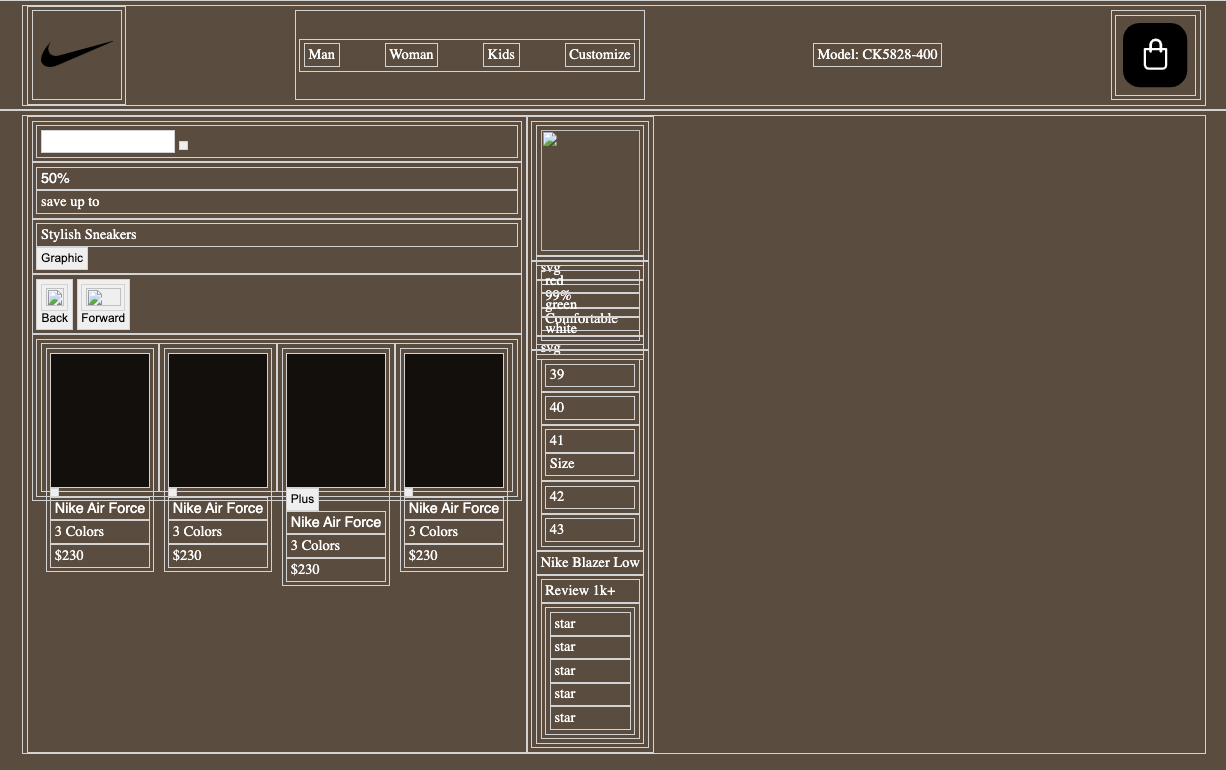 Man Woman Kids Customize
Model: CK5828-400
50%
save up to
Stylish Sneakers
Graphic
Back Forward
Nike Air Force
3 Colors
$230
Nike Air Force
3 Colors
$230
Plus
Nike Air Force
3 Colors
$230
Nike Air Force
3 Colors
$230
svg
red
99%
green
Comfortable
white
svg
39
40
41
Size
42
43
Nike Blazer Low
Review 1k+
star
star
star
star
star